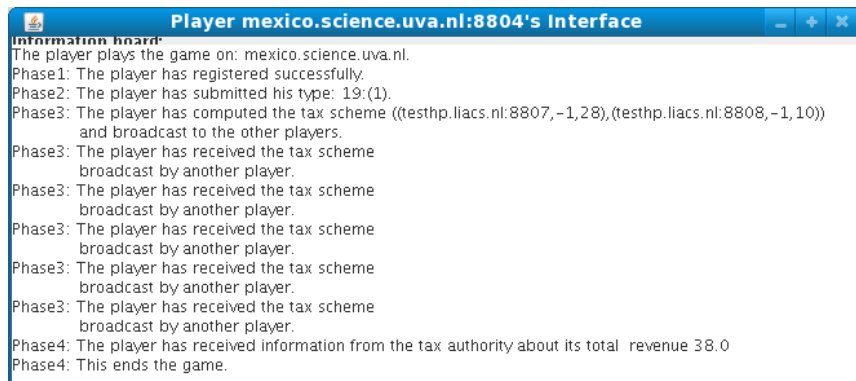 Player mexico.science.uva.nl:8804's Interface
Information board:
The player plays the game on: mexico.science.uva.nl.
Phase1: The player has registered successfully.
Phase2: The player has submitted his type: 19:(1).
Phase3: The player has computed the tax scheme ((testhp.liacs.nl:8807,-1,28),(testhp.liacs.nl:8808,-1,10))
and broadcast to the other players.
Phase3: The player has received the tax scheme
broadcast by another player.
Phase3: The player has received the tax scheme
broadcast by another player.
Phase3: The player has received the tax scheme
broadcast by another player.
Phase3: The player has received the tax scheme
broadcast by another player.
Phase3: The player has received the tax scheme
broadcast by another player.
Phase4: The player has received information from the tax authority about its total  revenue 38.0
Phase4: This ends the game.